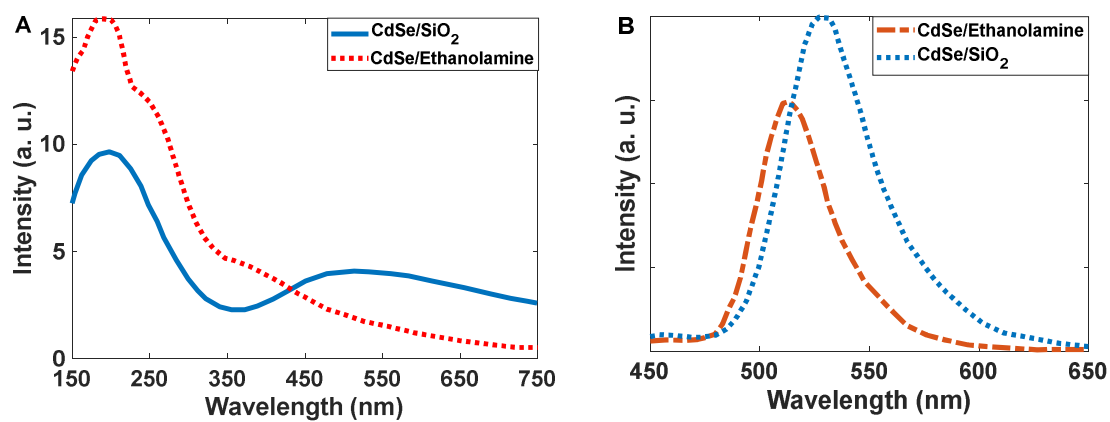 A
CdSe/SiO2
CdSe/Ethanolamine
15
10
5
0
150 250 350 450 550 650 750
Intensity (a. u.)
Wavelength (nm)
B
CdSe/Ethanolamine
CdSe/SiO2
450 500 550 600 650
Intensity (a. u.)
Wavelength (nm)